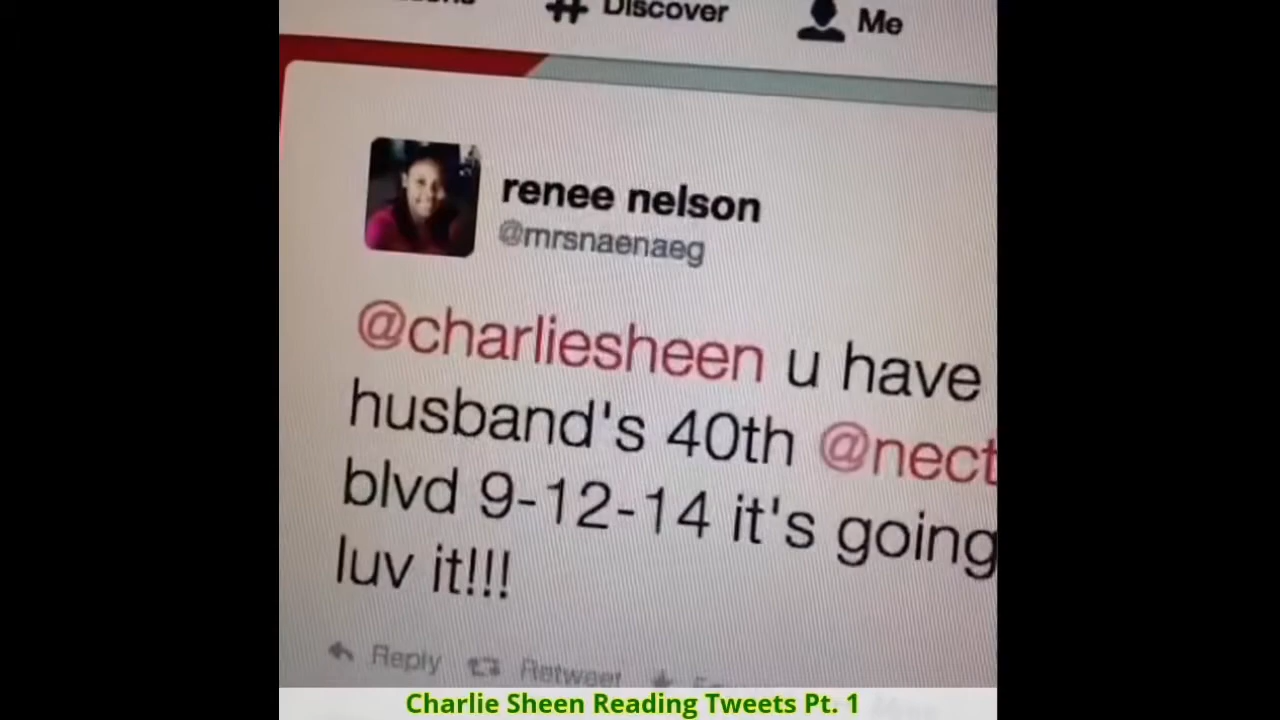 Discover Me
renee nelson
@mrsnaenaeg
@charliesheen u have
husband's 40th @nect
blvd 9-12-14 it's going
luv it!!!
Reply Retweet
Charlie Sheen Reading Tweets Pt. 1